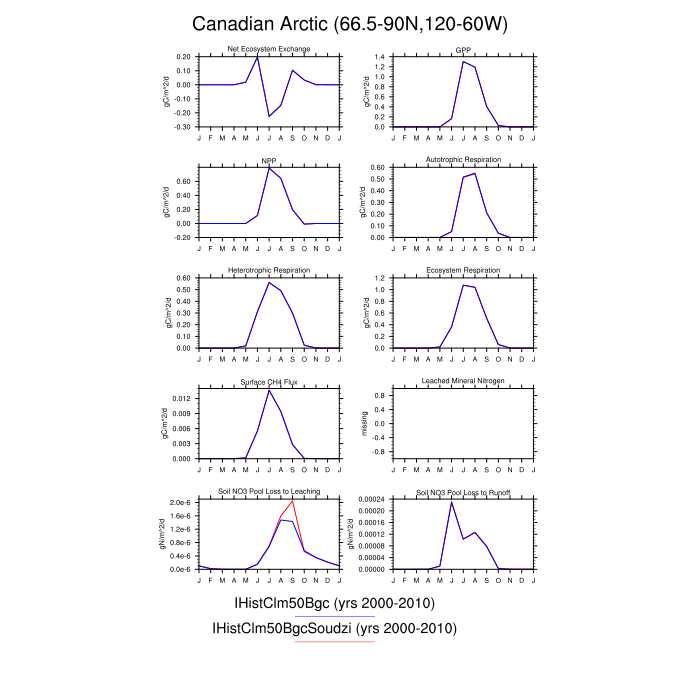 Canadian Arctic (66.5-90N,120-60W)
Net Ecosystem Exchange
gC/m^2/d
0.20
0.00
-0.10
-0.20
-0.30
0.10
J F M A M J J A S O N D J
GPP
gC/m^2/d
1.4
1.2
1.0
0.8
0.6
0.4
0.2
0.0
J F M A M J J A S O N D J
NPP
gC/m^2/d
0.60
0.40
0.20
0.00
-0.20
J F M A M J J A S O N D J
Autotrophic Respiration
gC/m^2/d
0.60
0.50
0.40
0.30
0.20
0.10
0.00
J F M A M J J A S O N D J
Heterotrophic Respiration
gC/m^2/d
0.60
0.50
0.40
0.30
0.20
0.10
0.00
J F M A M J J A S O N D J
Ecosystem Respiration
gC/m^2/d
1.2
1.0
0.8
0.6
0.4
0.2
0.0
J F M A M J J A S O N D J
Surface CH4 Flux
gC/m^2/d
0.012
0.009
0.006
0.003
0.000
J F M A M J J A S O N D J
Leached Mineral Nitrogen
missing
0.8
0.4
0.0
-0.4
-0.8
J F M A M J J A S O N D J
Soil NO3 Pool Loss to Leaching
gN/m^2/d
2.0e-6
1.6e-6
1.2e-6
0.8e-6
0.4e-6
0.0e-6
J F M A M J J A S O N D J
Soil NO3 Pool Loss to Runoff
gN/m^2/d
0.00024
0.00020
0.00016
0.00012
0.00008
0.00004
0.00000
J F M A M J J A S O N D J
IHistClm50Bgc (yrs 2000-2010)
IHistClm50BgcSoudzi (yrs 2000-2010)